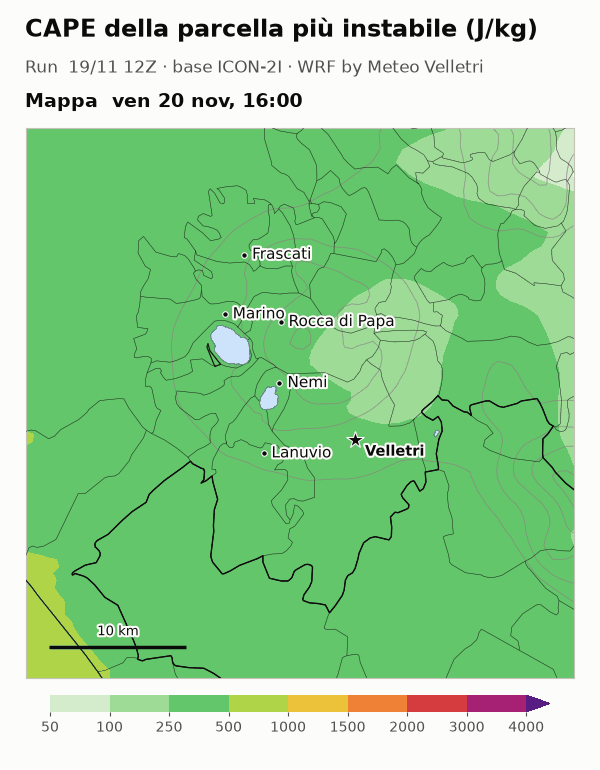 CAPE della parcella più instabile (J/kg)
Run  19/11 12Z · base ICON-2I · WRF by Meteo Velletri
Mappa  ven 20 nov, 16:00
Frascati
Marino
Rocca di Papa
Nemi
Velletri
Lanuvio
10 km
50 100 250 500 1000 1500 2000 3000 4000